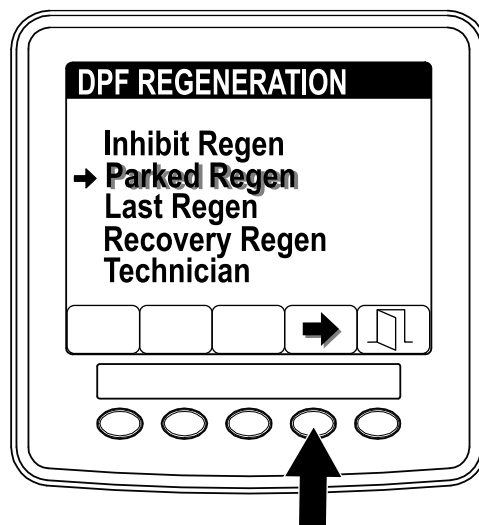 DPF REGENERATION
Inhibit Regen
Parked Regen
Last Regen
Recovery Regen
Technician